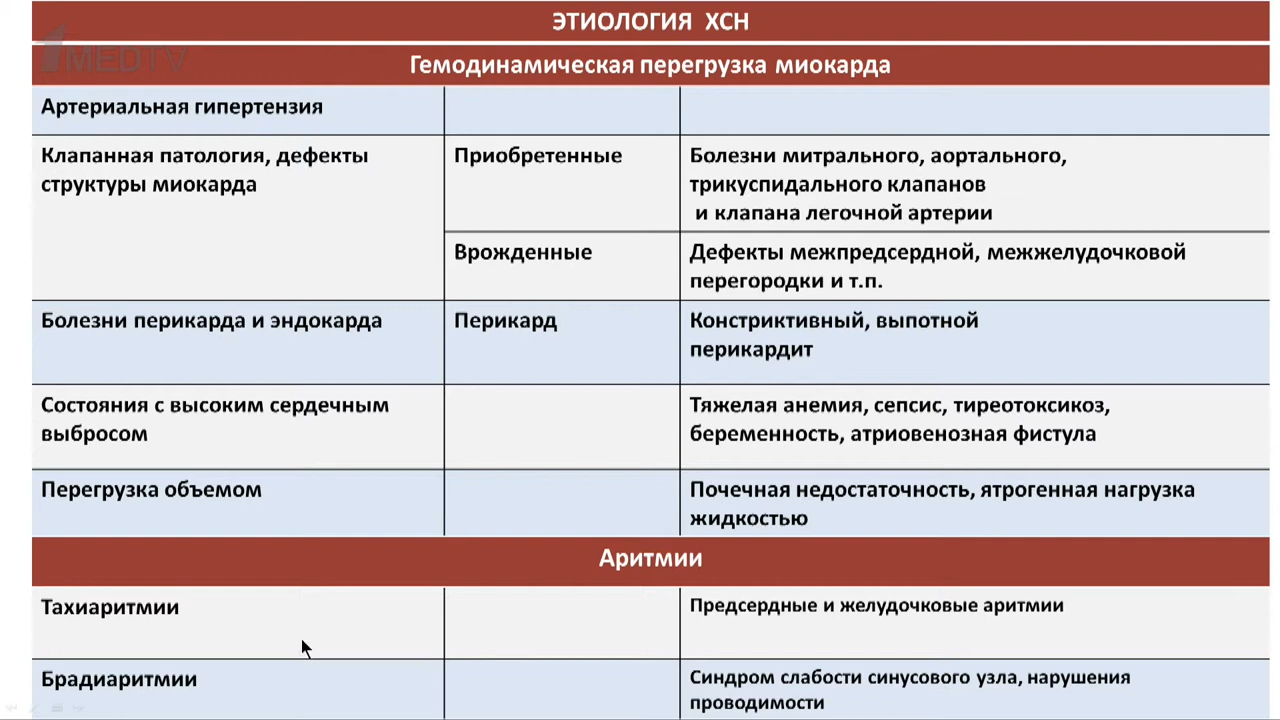 ЭТИОЛОГИЯ ХСН
1MEDTV
Гемодинамическая перегрузка миокарда
Артериальная гипертензия
Клапанная патология, дефекты
структуры миокарда
Приобретенные
Болезни митрального, аортального,
трикуспидального клапанов
и клапана легочной артерии
Врожденные
Дефекты межпредсердной, межжелудочковой
перегородки и т.п.
Болезни перикарда и эндокарда
Перикард
Констриктивный, выпотной
перикардит
Состояния с высоким сердечным
выбросом
Тяжелая анемия, сепсис, тиреотоксикоз,
беременность, атриовенозная фистула
Перегрузка объемом
Почечная недостаточность, ятрогенная нагрузка
жидкостью
Аритмии
Тахиаритмии
Предсердные и желудочковые аритмии
Брадиаритмии
Синдром слабости синусового узла, нарушения
проводимости